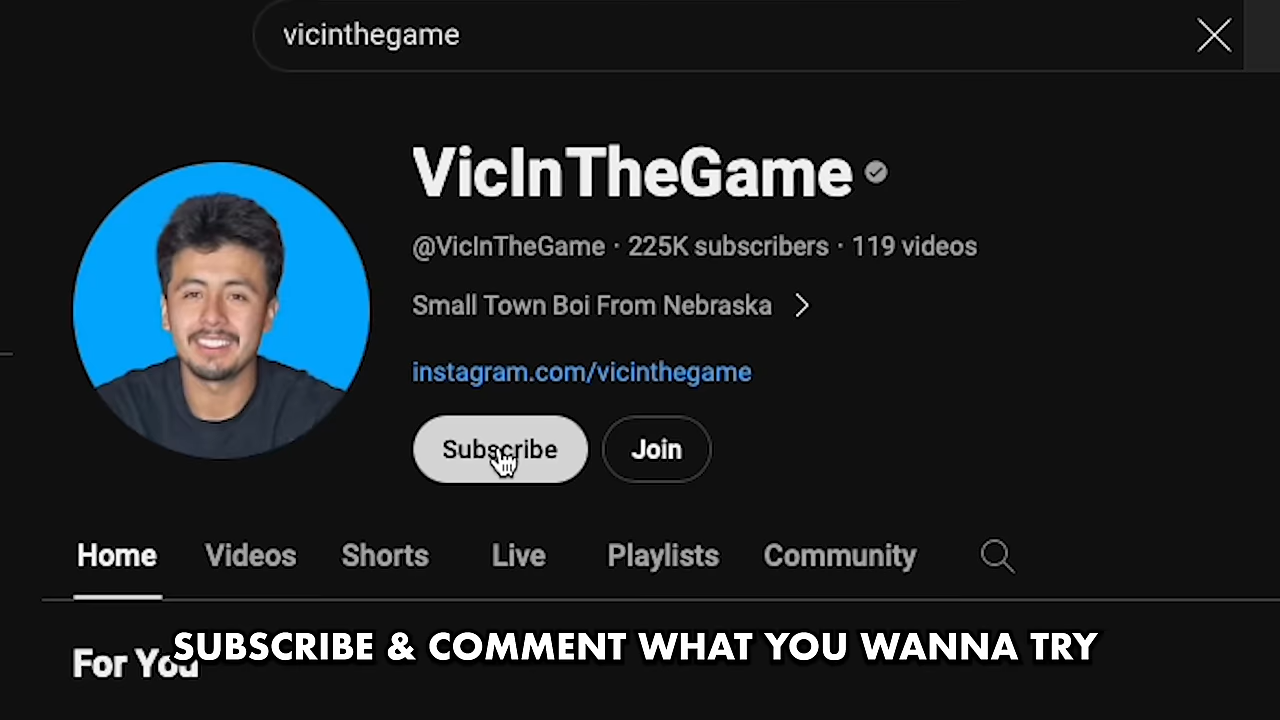 vicinthegame
VicInTheGame
@VicInTheGame · 225K subscribers · 119 videos
Small Town Boi From Nebraska
instagram.com/vicinthegame
Subscribe Join
Home Videos Shorts Live Playlists Community
For You
SUBSCRIBE & COMMENT WHAT YOU WANNA TRY